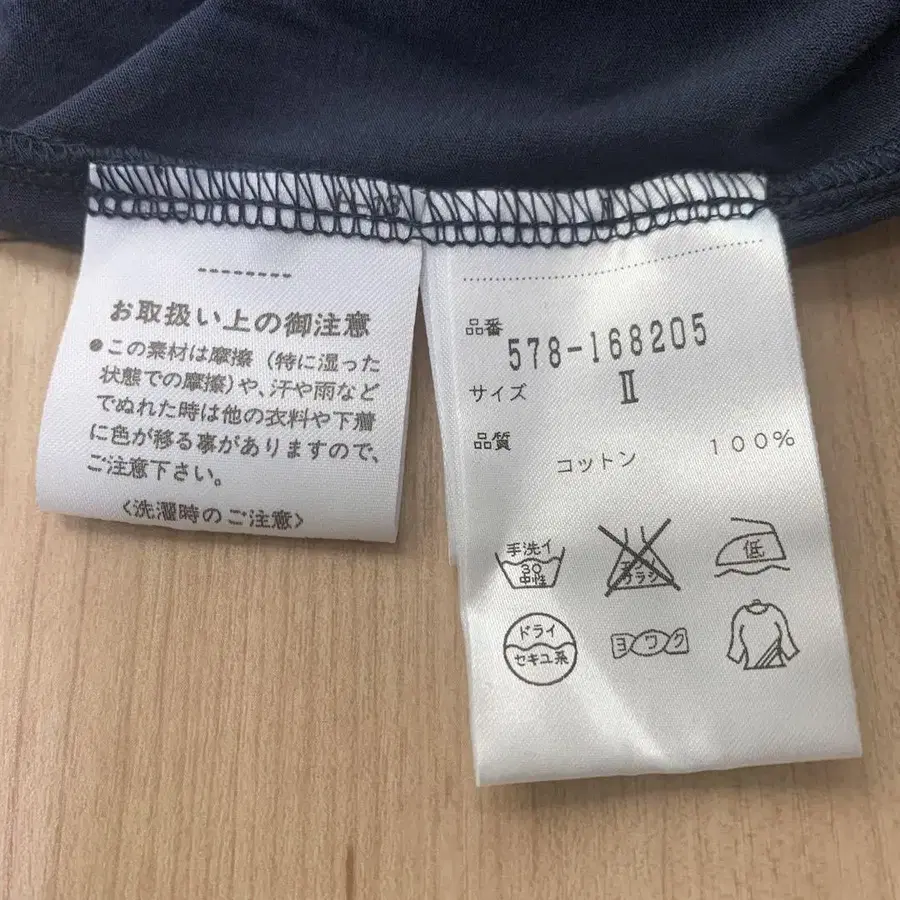 --------
お取扱い上の御注意
●この素材は摩擦（特に湿った
状態での摩擦）や、汗や雨など
でぬれた時は他の衣料や下着
に色が移る事がありますので、
ご注意下さい。
〈洗濯時のご注意〉
品番
578-168205
サイズ
Ⅱ
品質
コットン 100%
手洗イ
30
中性
低
ドライ
セキユ系
ヨワク